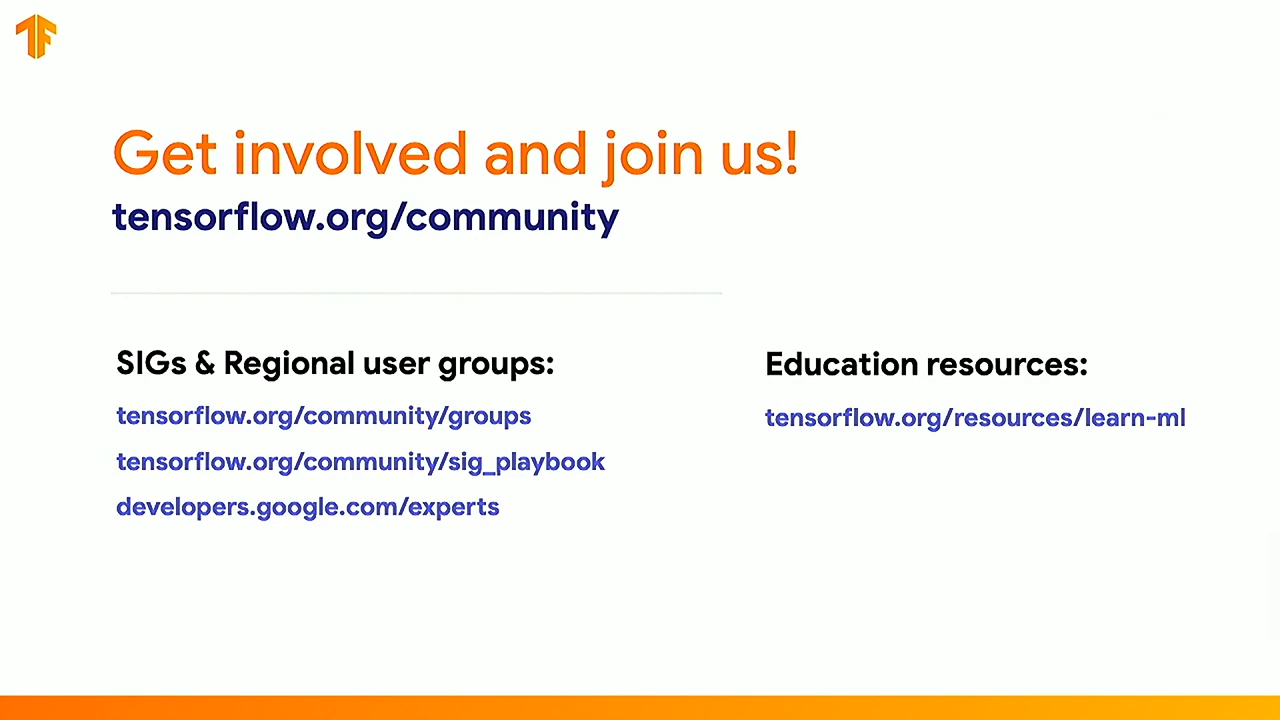 Get involved and join us!
tensorflow.org/community
SIGs & Regional user groups:
tensorflow.org/community/groups
tensorflow.org/community/sig_playbook
developers.google.com/experts
Education resources:
tensorflow.org/resources/learn-ml